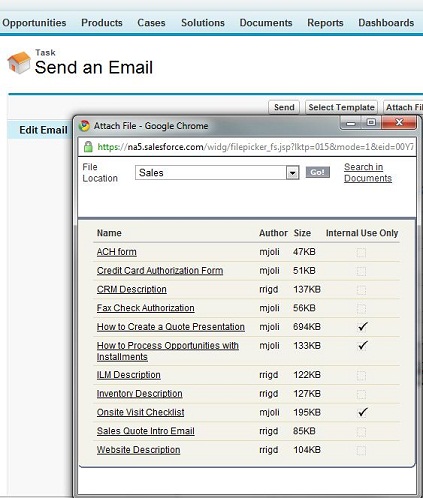 Opportunities Products Cases Solutions Documents Reports Dashboards
Task
Send an Email
Send Select Template Attach Fil
Edit Email
Attach File - Google Chrome
https://na5.salesforce.com/widg/filepicker_fs.jsp?lktp=015&mode=1&eid=00Y7
File Location Sales Go! Search in Documents
Name Author Size Internal Use Only
ACH form mjoli 47KB
Credit Card Authorization Form mjoli 51KB
CRM Description rrigd 137KB
Fax Check Authorization mjoli 56KB
How to Create a Quote Presentation mjoli 694KB ✓
How to Process Opportunities with Installments mjoli 133KB ✓
ILM Description rrigd 122KB
Inventory Description rrigd 127KB
Onsite Visit Checklist mjoli 195KB ✓
Sales Quote Intro Email rrigd 85KB
Website Description rrigd 104KB